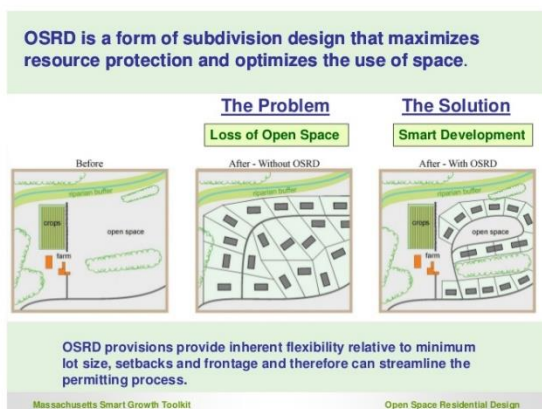 OSRD is a form of subdivision design that maximizes
resource protection and optimizes the use of space.
The Problem
The Solution
Loss of Open Space
Smart Development
Before
After - Without OSRD
After - With OSRD
riparian buffer
crops
open space
farm
riparian buffer
riparian buffer
crops
open space
farm
OSRD provisions provide inherent flexibility relative to minimum
lot size, setbacks and frontage and therefore can streamline the
permitting process.
Massachusetts Smart Growth Toolkit
Open Space Residential Design